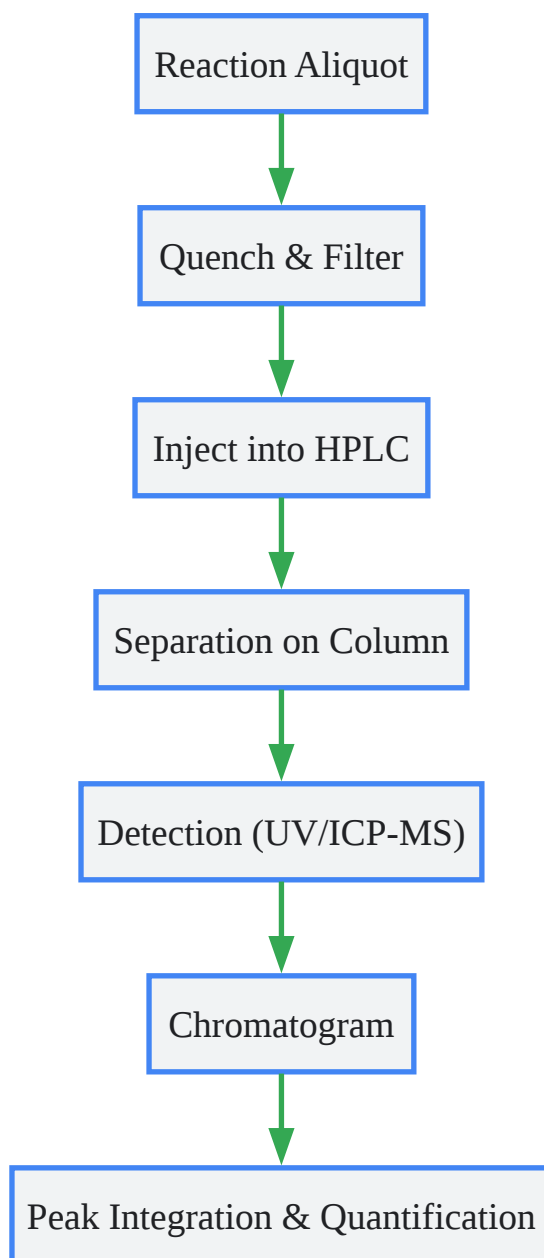 Reaction Aliquot
Quench & Filter
Inject into HPLC
Separation on Column
Detection (UV/ICP-MS)
Chromatogram
Peak Integration & Quantification